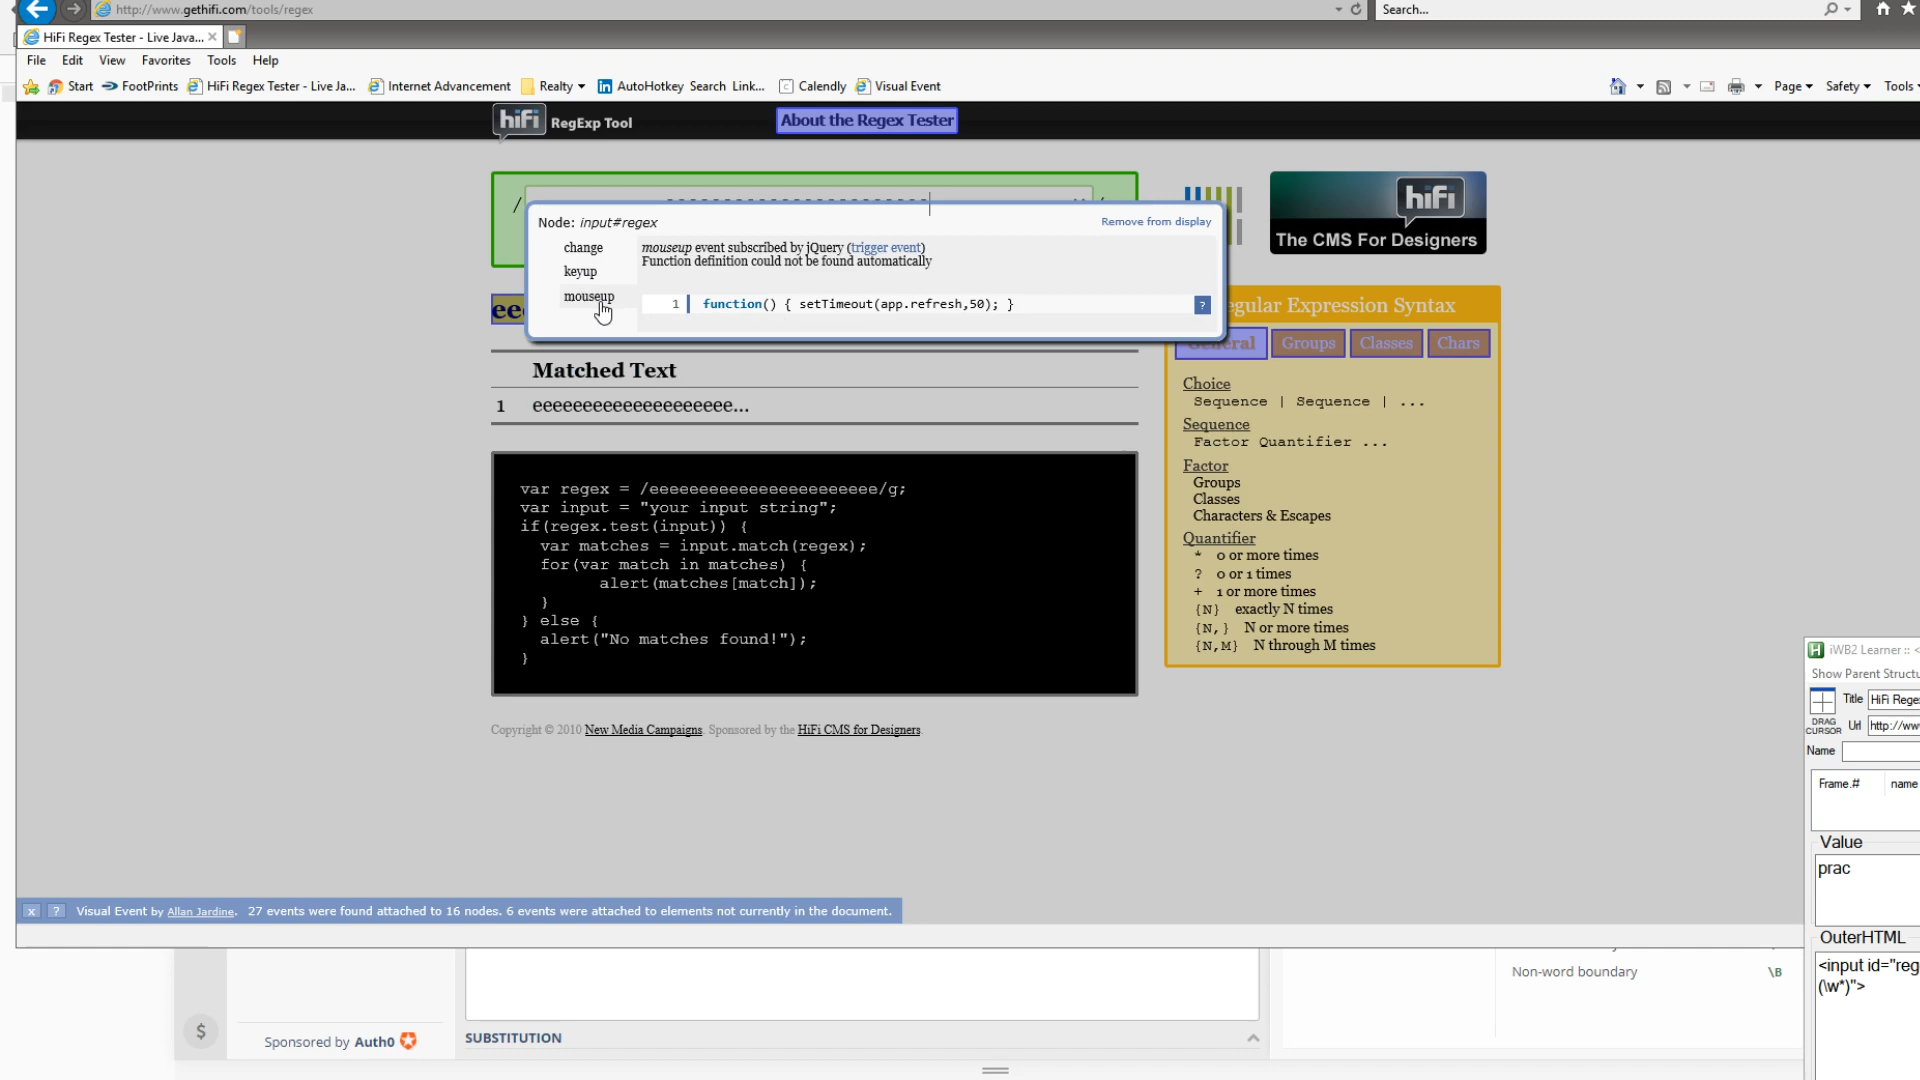 http://www.gethifi.com/tools/regex
Search...
HiFi Regex Tester - Live Java...
File Edit View Favorites Tools Help
Start FootPrints HiFi Regex Tester - Live Ja... Internet Advancement Realty AutoHotkey Search Link... Calendly Visual Event
Page Safety Tools
hifi RegExp Tool
About the Regex Tester
/
hifi
The CMS For Designers
Node: input#regex
Remove from display
change
keyup
mouseup
mouseup event subscribed by jQuery (trigger event)
Function definition could not be found automatically
1 function() { setTimeout(app.refresh,50); }
?
egular Expression Syntax
General Groups Classes Chars
Matched Text
1 eeeeeeeeeeeeeeeeeeee...
Choice
Sequence | Sequence | ...
Sequence
Factor Quantifier ...
Factor
Groups
Classes
Characters & Escapes
Quantifier
* 0 or more times
? 0 or 1 times
+ 1 or more times
{N} exactly N times
{N,} N or more times
{N,M} N through M times
var regex = /eeeeeeeeeeeeeeeeeeeeeee/g;
var input = "your input string";
if(regex.test(input)) {
var matches = input.match(regex);
for(var match in matches) {
alert(matches[match]);
}
} else {
alert("No matches found!");
}
Copyright © 2010 New Media Campaigns. Sponsored by the HiFi CMS for Designers.
iWB2 Learner :: <
Show Parent Structu
DRAG CURSOR
Title HiFi Rege
Url http://ww
Name
Frame.# name
Value
prac
OuterHTML
<input id="reg
(\w*)">
x ? Visual Event by Allan Jardine. 27 events were found attached to 16 nodes. 6 events were attached to elements not currently in the document.
Non-word boundary \B
$
Sponsored by Auth0
SUBSTITUTION